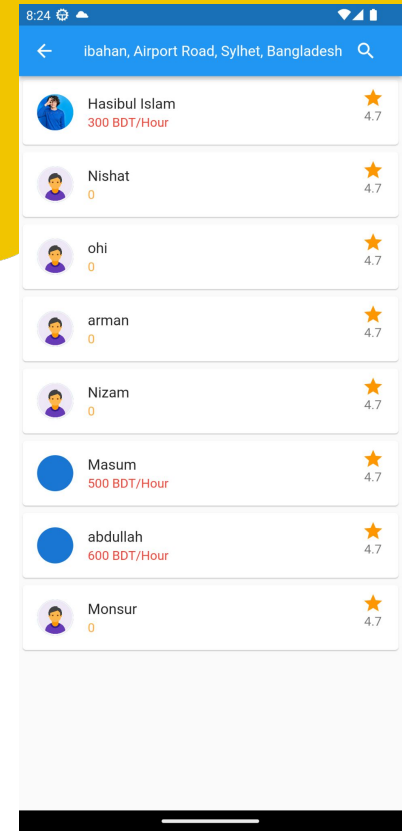 8:24
ibahan, Airport Road, Sylhet, Bangladesh
Hasibul Islam
300 BDT/Hour
4.7
Nishat
0
4.7
ohi
0
4.7
arman
0
4.7
Nizam
0
4.7
Masum
500 BDT/Hour
4.7
abdullah
600 BDT/Hour
4.7
Monsur
0
4.7